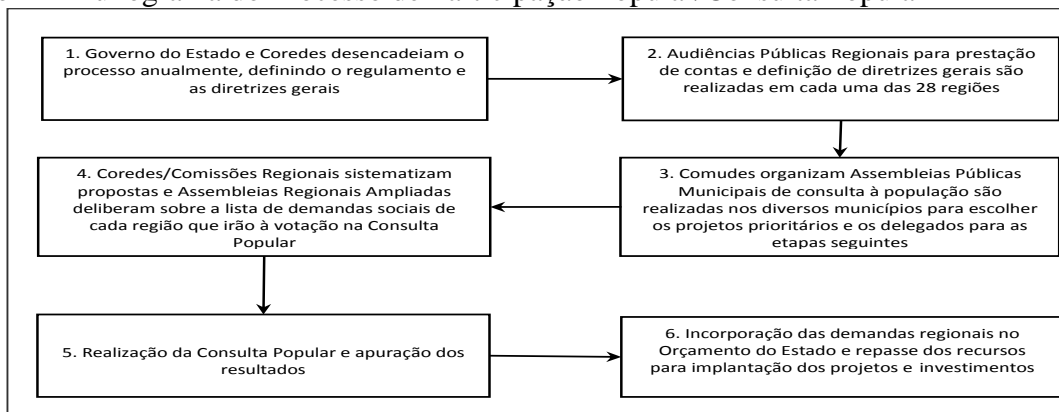 1. Governo do Estado e Coredes desencadeiam o
processo anualmente, definindo o regulamento e
as diretrizes gerais
2. Audiências Públicas Regionais para prestação
de contas e definição de diretrizes gerais são
realizadas em cada uma das 28 regiões
3. Comudes organizam Assembleias Públicas
Municipais de consulta à população são
realizadas nos diversos municípios para escolher
os projetos prioritários e os delegados para as
etapas seguintes
4. Coredes/Comissões Regionais sistematizam
propostas e Assembleias Regionais Ampliadas
deliberam sobre a lista de demandas sociais de
cada região que irão à votação na Consulta
Popular
5. Realização da Consulta Popular e apuração dos
resultados
6. Incorporação das demandas regionais no
Orçamento do Estado e repasse dos recursos
para implantação dos projetos e investimentos